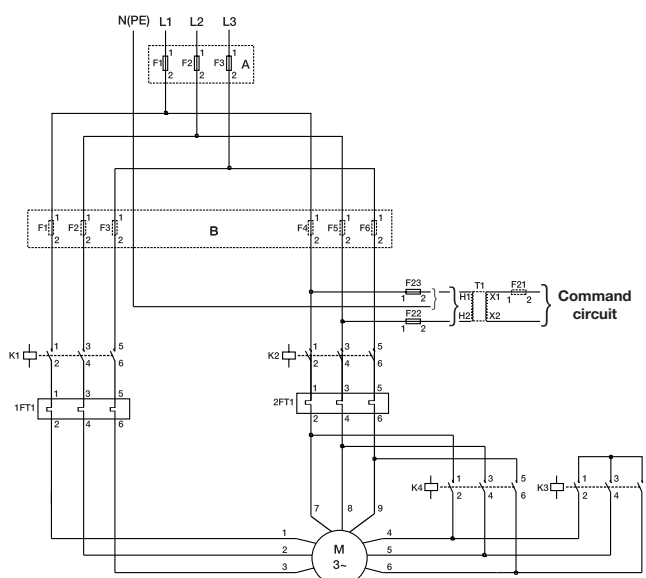 N(PE) L1 L2 L3
1 1 1
F1 F2 F3 A
2 2 2
1 1 1 1 1 1
F1 F2 F3 B F4 F5 F6
2 2 2 2 2 2
F23 T1 F21
1 2 H1 X1 1 2
Command
circuit
F22 H2 X2
1 2
1 3 5 1 3 5
K1 K2
2 4 6 2 4 6
1 3 5 1 3 5
1FT1 2FT1
2 4 6 2 4 6
1 3 5 1 3 5
K4 K3
2 4 6 2 4 6
7 8 9
1 4
2 M 5
3~
3 6